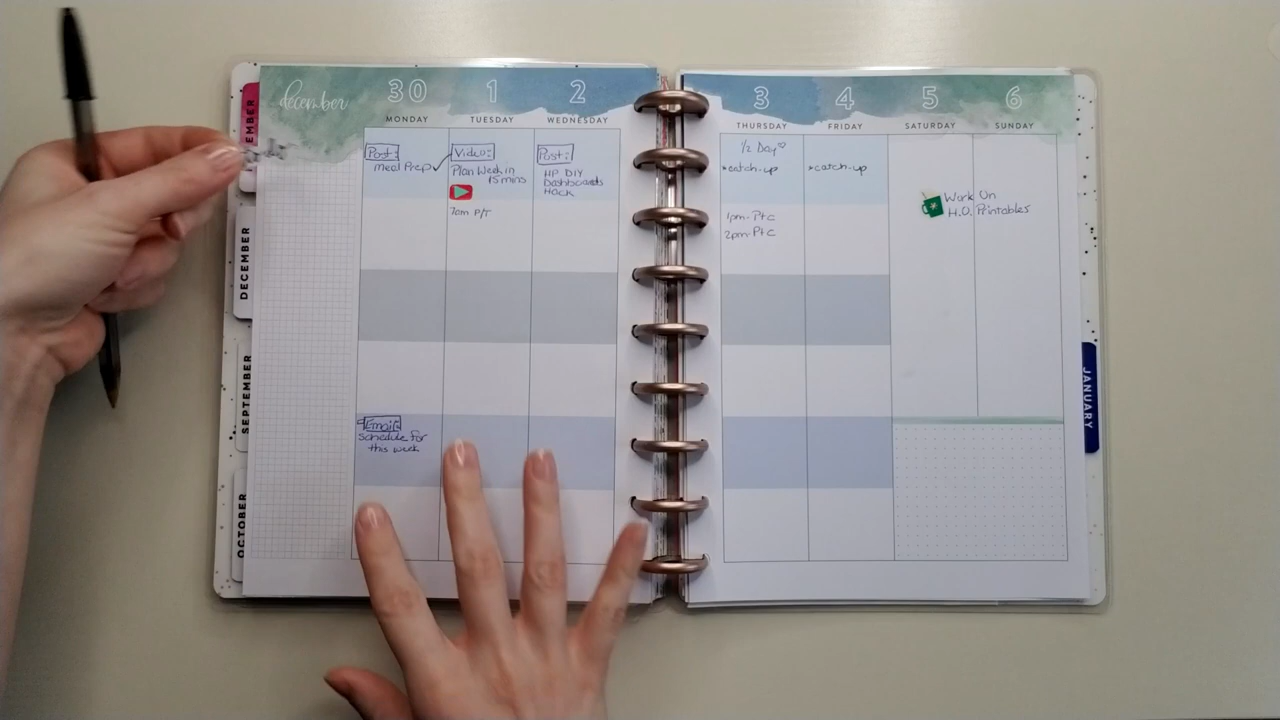 december
30
1
2
MONDAY
TUESDAY
WEDNESDAY
Post:
Meal Prep
Video:
Plan Week in
15 mins
7am P/T
Post:
HP DIY
Dashboards
Hack
Email:
Schedule for
this week
3
4
5
6
THURSDAY
FRIDAY
SATURDAY
SUNDAY
1/2 Day
*catch-up
1pm-Ptc
2pm-Ptc
*catch-up
Work On
H.O. Printables
EMBER
DECEMBER
SEPTEMBER
OCTOBER
JANUARY